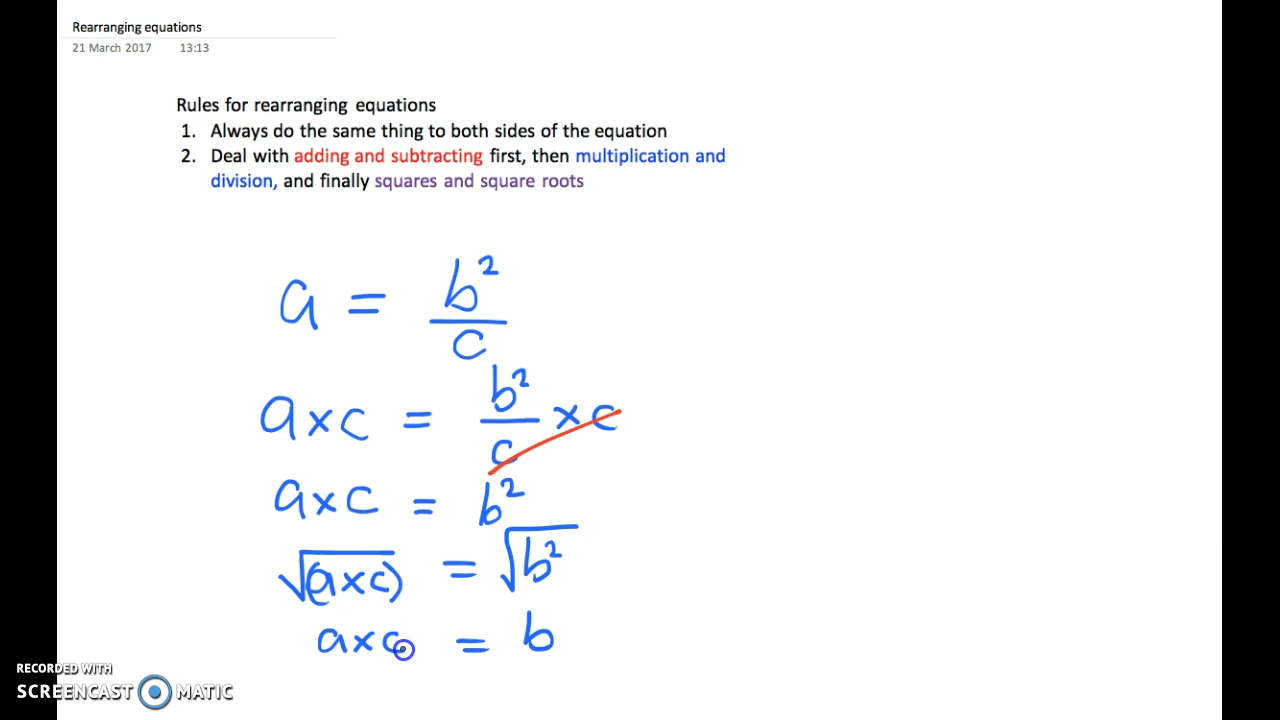 Rearranging equations
21 March 2017 13:13
Rules for rearranging equations
1. Always do the same thing to both sides of the equation
2. Deal with adding and subtracting first, then multiplication and
division, and finally squares and square roots
a = b²/c
a×c = b²/c ×c
a×c = b²
√(a×c) = √b²
a×c = b
RECORDED WITH
SCREENCAST MATIC